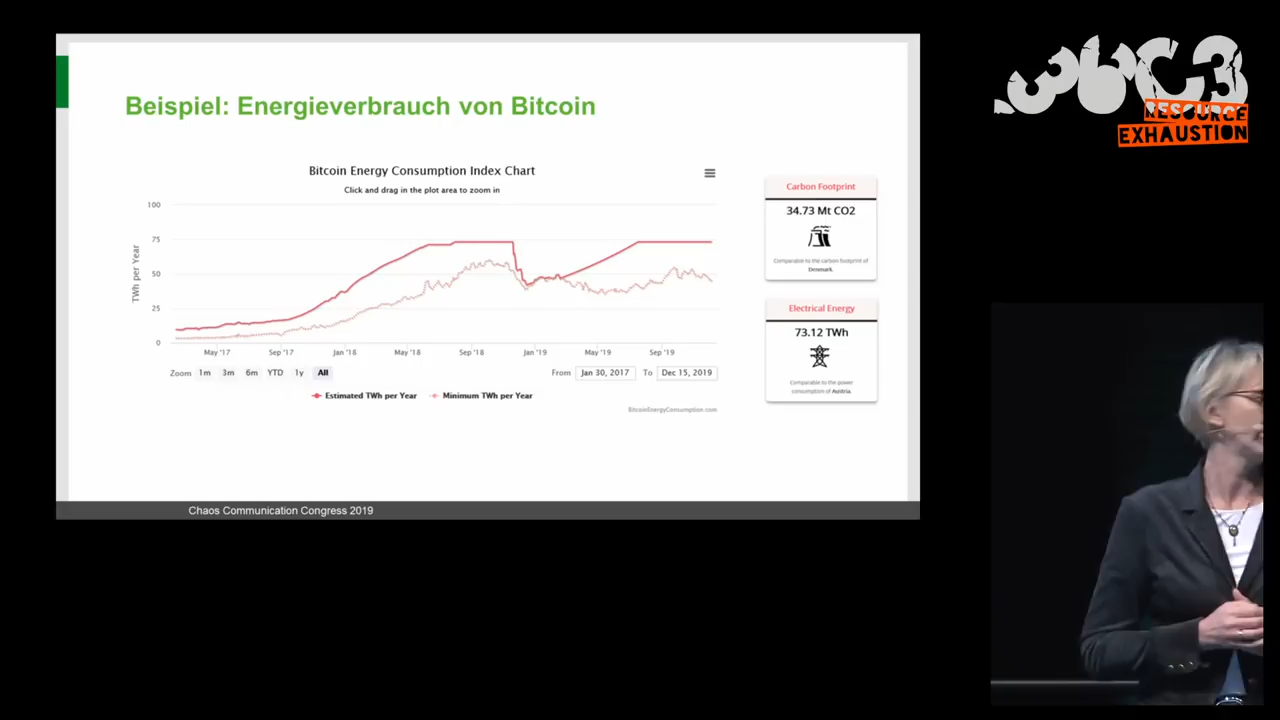 Beispiel: Energieverbrauch von Bitcoin
Bitcoin Energy Consumption Index Chart
Click and drag in the plot area to zoom in
TWh per Year
100
75
50
25
0
May '17
Sep '17
Jan '18
May '18
Sep '18
Jan '19
May '19
Sep '19
Zoom 1m 3m 6m YTD 1y All
From Jan 30, 2017 To Dec 15, 2019
Estimated TWh per Year
Minimum TWh per Year
BitcoinEnergyConsumption.com
Carbon Footprint
34.73 Mt CO2
Comparable to the carbon footprint of
Denmark.
Electrical Energy
73.12 TWh
Comparable to the power
consumption of Austria.
Chaos Communication Congress 2019
36C3
RESOURCE
EXHAUSTION